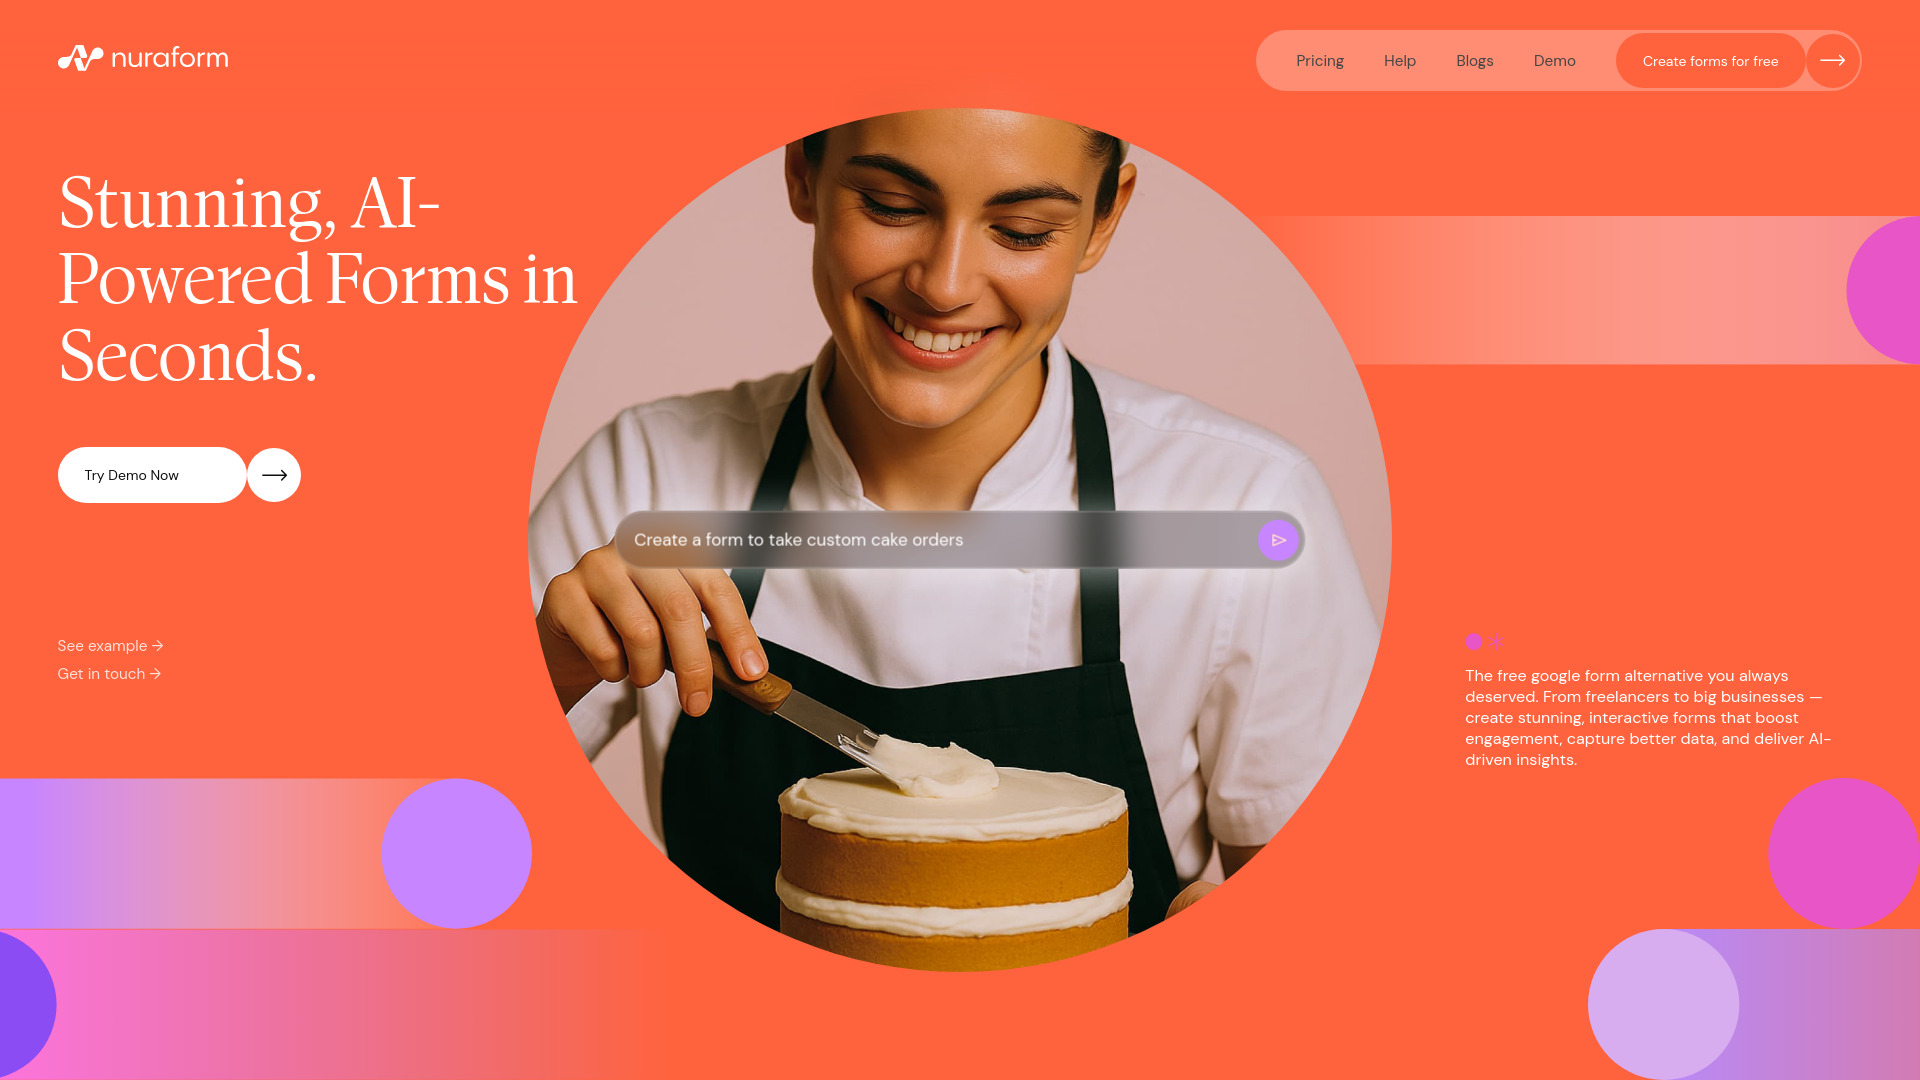 nuraform
Pricing
Help
Blogs
Demo
Create forms for free
Stunning, AI-
Powered Forms in
Seconds.
Try Demo Now
Create a form to take custom cake orders
See example →
Get in touch →
The free google form alternative you always
deserved. From freelancers to big businesses —
create stunning, interactive forms that boost
engagement, capture better data, and deliver AI-
driven insights.